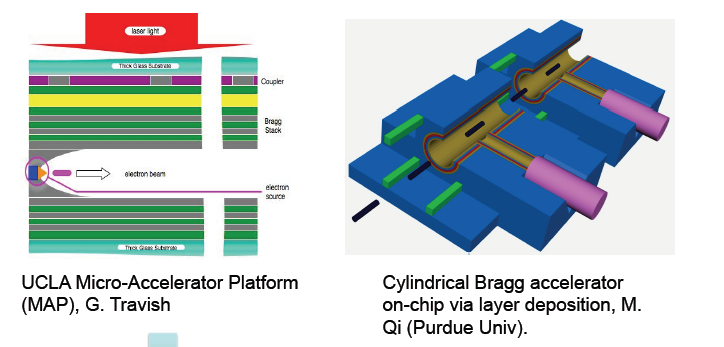 laser light
Thick Glass Substrate
Coupler
Bragg
Stack
electron beam
electron
source
Thick Glass Substrate
UCLA Micro-Accelerator Platform
(MAP), G. Travish
Cylindrical Bragg accelerator
on-chip via layer deposition, M.
Qi (Purdue Univ).